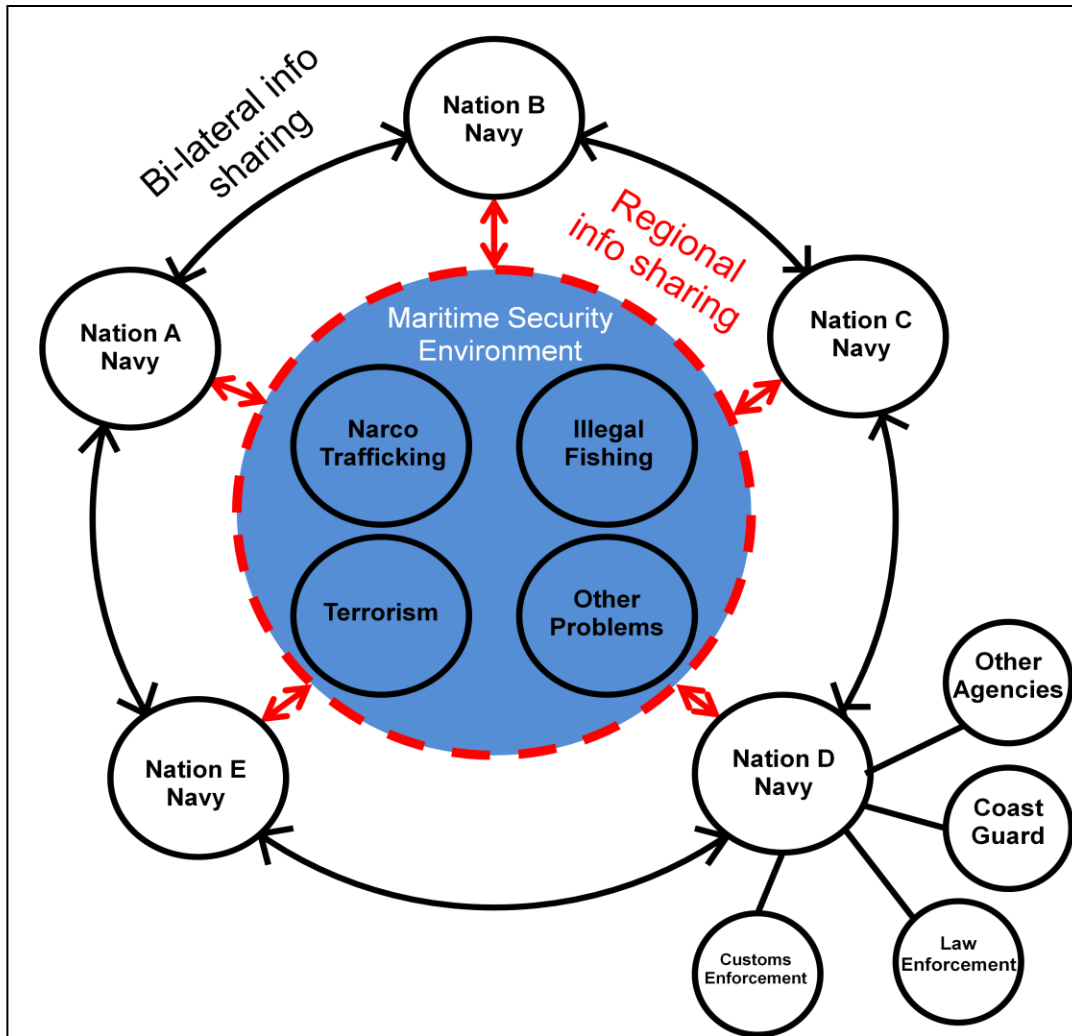 Bi-lateral info
sharing
Nation B
Navy
Regional
info sharing
Nation A
Navy
Maritime Security
Environment
Nation C
Navy
Narco
Trafficking
Illegal
Fishing
Terrorism
Other
Problems
Nation E
Navy
Nation D
Navy
Other
Agencies
Coast
Guard
Law
Enforcement
Customs
Enforcement